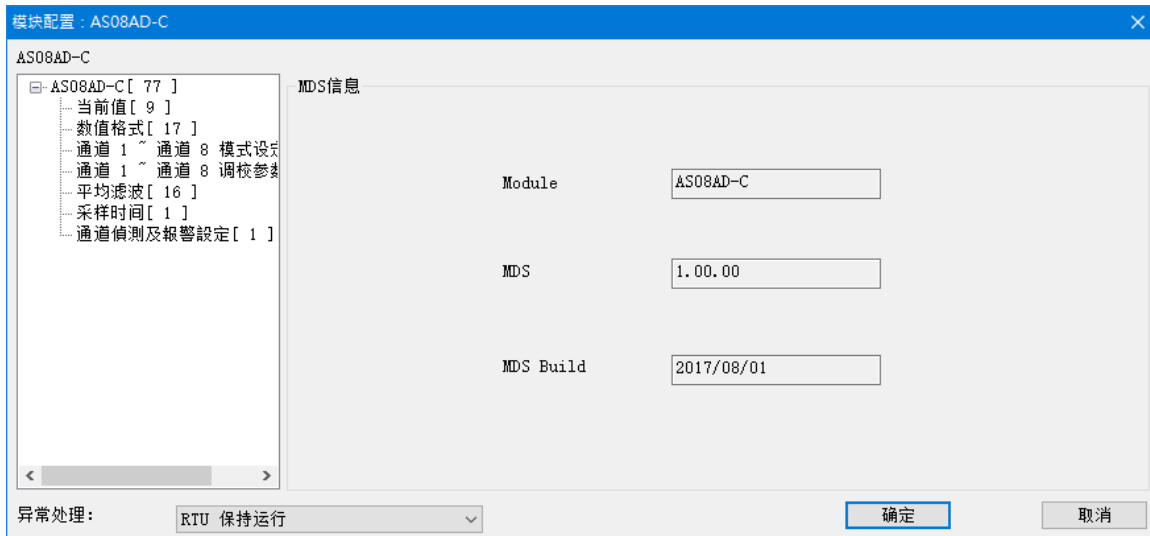 模块配置：AS08AD-C
AS08AD-C
AS08AD-C[ 77 ]
当前值[ 9 ]
数值格式[ 17 ]
通道 1 ~ 通道 8 模式设定
通道 1 ~ 通道 8 调校参数
平均滤波[ 16 ]
采样时间[ 1 ]
通道偵測及報警設定[ 1 ]
MDS信息
Module AS08AD-C
MDS 1.00.00
MDS Build 2017/08/01
异常处理： RTU 保持运行
确定 取消